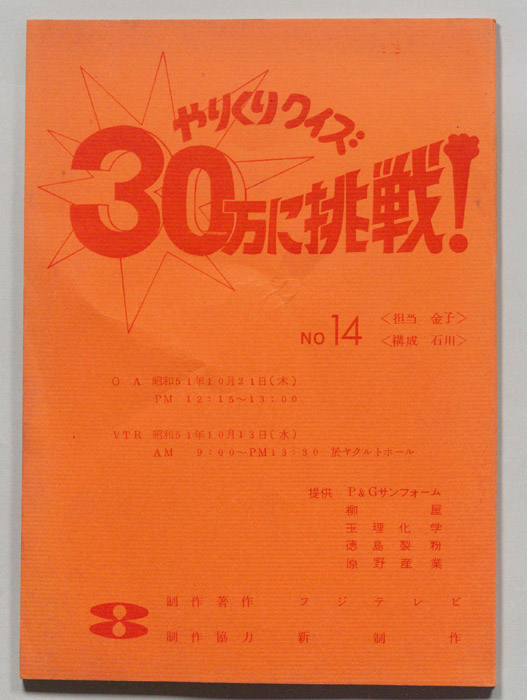 やりくりクイズ
30万に挑戦!
NO 14 〈担当 金子〉
〈構成 石川〉
O A 昭和51年10月21日(木)
PM 12:15~13:00
VTR 昭和51年10月13日(水)
AM 9:00~PM13:30 於ヤクルトホール
提供 P&Gサンフォーム
柳屋
玉理化学
徳島製粉
原野産業
制作著作 フジテレビ
制作協力 新制作